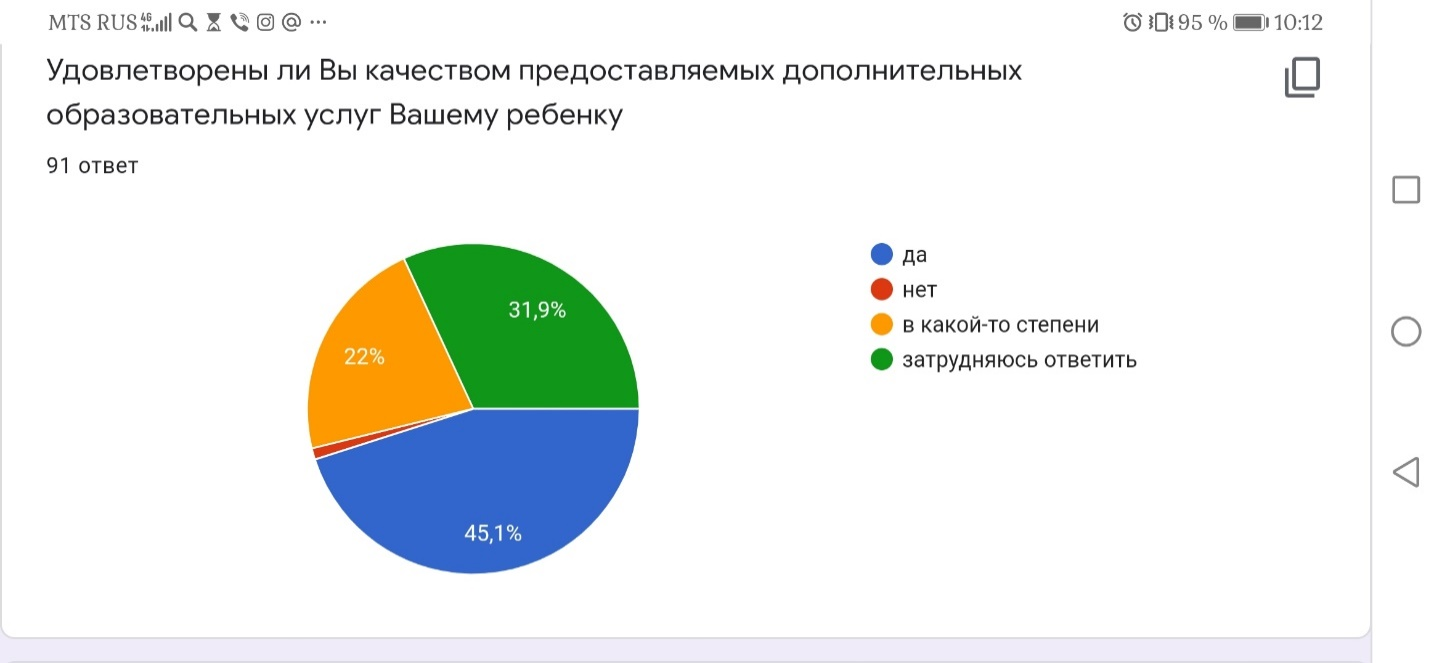 MTS RUS 4G 95 % 10:12
Удовлетворены ли Вы качеством предоставляемых дополнительных
образовательных услуг Вашему ребенку
91 ответ
да
нет
в какой-то степени
затрудняюсь ответить
31,9%
22%
45,1%